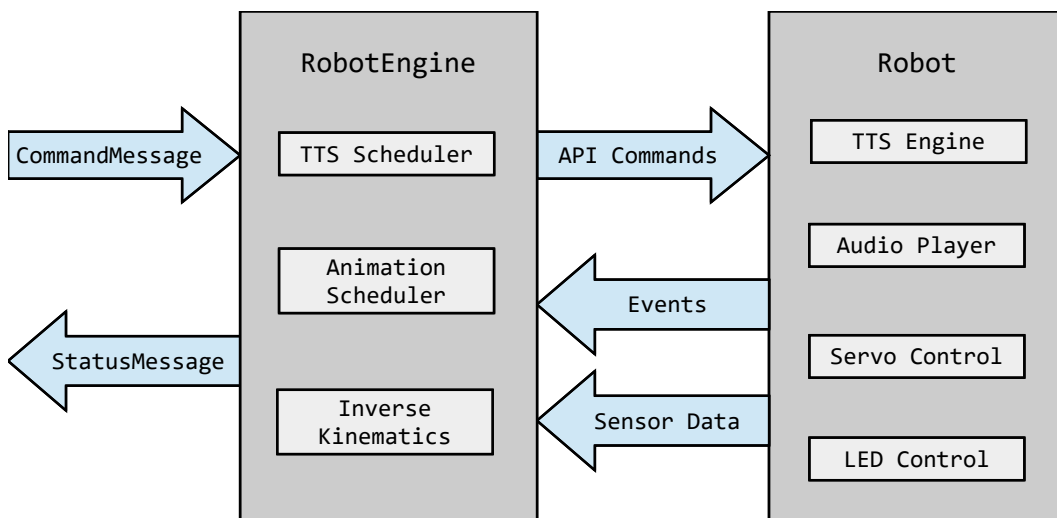 RobotEngine
Robot
CommandMessage
TTS Scheduler
API Commands
TTS Engine
Animation
Scheduler
Events
Audio Player
StatusMessage
Servo Control
Inverse
Kinematics
Sensor Data
LED Control